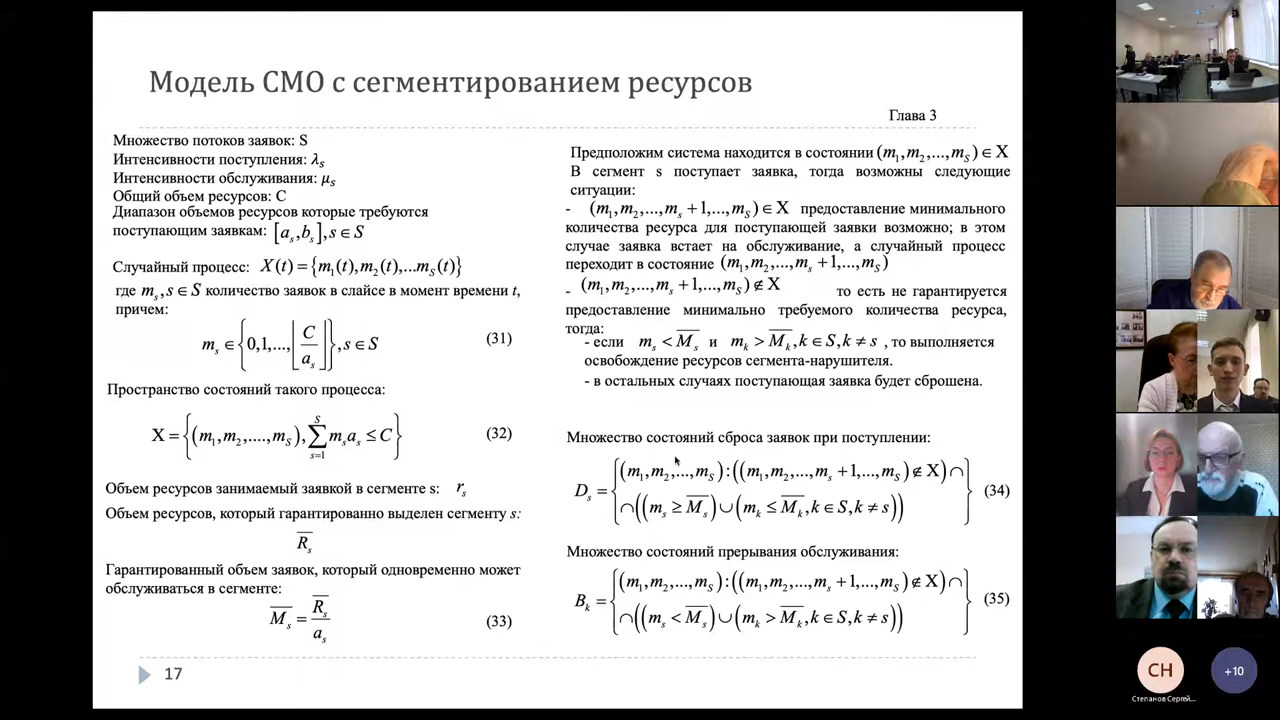 Модель СМО с сегментированием ресурсов
Глава 3
Множество потоков заявок: S
Интенсивности поступления: λ_s
Интенсивности обслуживания: μ_s
Общий объем ресурсов: C
Диапазон объемов ресурсов которые требуются
поступающим заявкам: [a_s,b_s],s∈S
Случайный процесс: X(t)={m_1(t),m_2(t),...m_S(t)}
где m_s,s∈S количество заявок в слайсе в момент времени t,
причем:
m_s∈{0,1,...,⌊C/a_s⌋},s∈S (31)
Пространство состояний такого процесса:
X={(m_1,m_2,....,m_S),∑_{s=1}^{S}m_s a_s≤C} (32)
Объем ресурсов занимаемый заявкой в сегменте s: r_s
Объем ресурсов, который гарантированно выделен сегменту s:
R̅_s
Гарантированный объем заявок, который одновременно может
обслуживаться в сегменте:
M̅_s=R̅_s/a_s (33)
Предположим система находится в состоянии (m_1,m_2,...,m_S)∈X
В сегмент s поступает заявка, тогда возможны следующие
ситуации:
- (m_1,m_2,...,m_s+1,...,m_S)∈X предоставление минимального
количества ресурса для поступающей заявки возможно; в этом
случае заявка встает на обслуживание, а случайный процесс
переходит в состояние (m_1,m_2,...,m_s+1,...,m_S)
- (m_1,m_2,...,m_s+1,...,m_S)∉X то есть не гарантируется
предоставление минимально требуемого количества ресурса,
тогда:
- если m_s<M̅_s и m_k>M̅_k,k∈S,k≠s, то выполняется
освобождение ресурсов сегмента-нарушителя.
- в остальных случаях поступающая заявка будет сброшена.
Множество состояний сброса заявок при поступлении:
D_s={(m_1,m_2,...,m_S):((m_1,m_2,...,m_s+1,...,m_S)∉X)∩
∩((m_s≥M̅_s)∪(m_k≤M̅_k,k∈S,k≠s))} (34)
Множество состояний прерывания обслуживания:
B_k={(m_1,m_2,...,m_S):((m_1,m_2,...,m_s+1,...,m_S)∉X)∩
∩((m_s<M̅_s)∪(m_k>M̅_k,k∈S,k≠s))} (35)
17
СН
+10
Степанов Сергей...